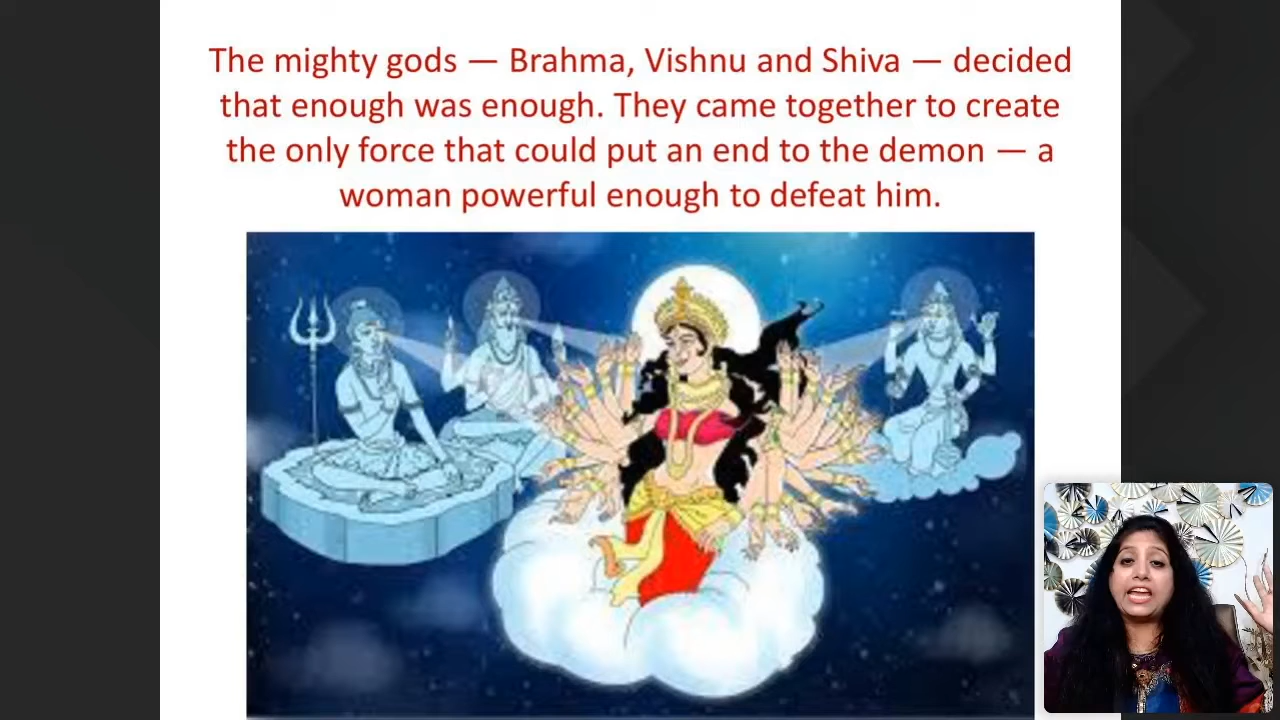 The mighty gods — Brahma, Vishnu and Shiva — decided
that enough was enough. They came together to create
the only force that could put an end to the demon — a
woman powerful enough to defeat him.